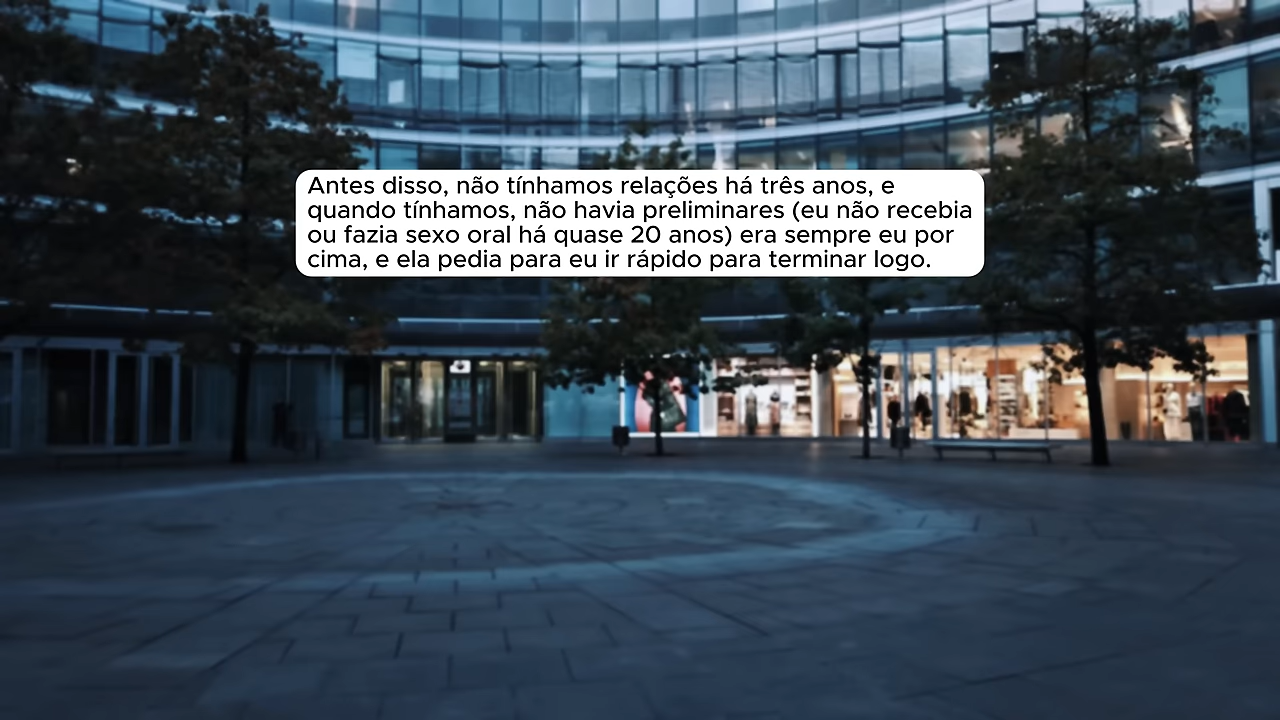 Antes disso, não tínhamos relações há três anos, e
quando tínhamos, não havia preliminares (eu não recebia
ou fazia sexo oral há quase 20 anos) era sempre eu por
cima, e ela pedia para eu ir rápido para terminar logo.